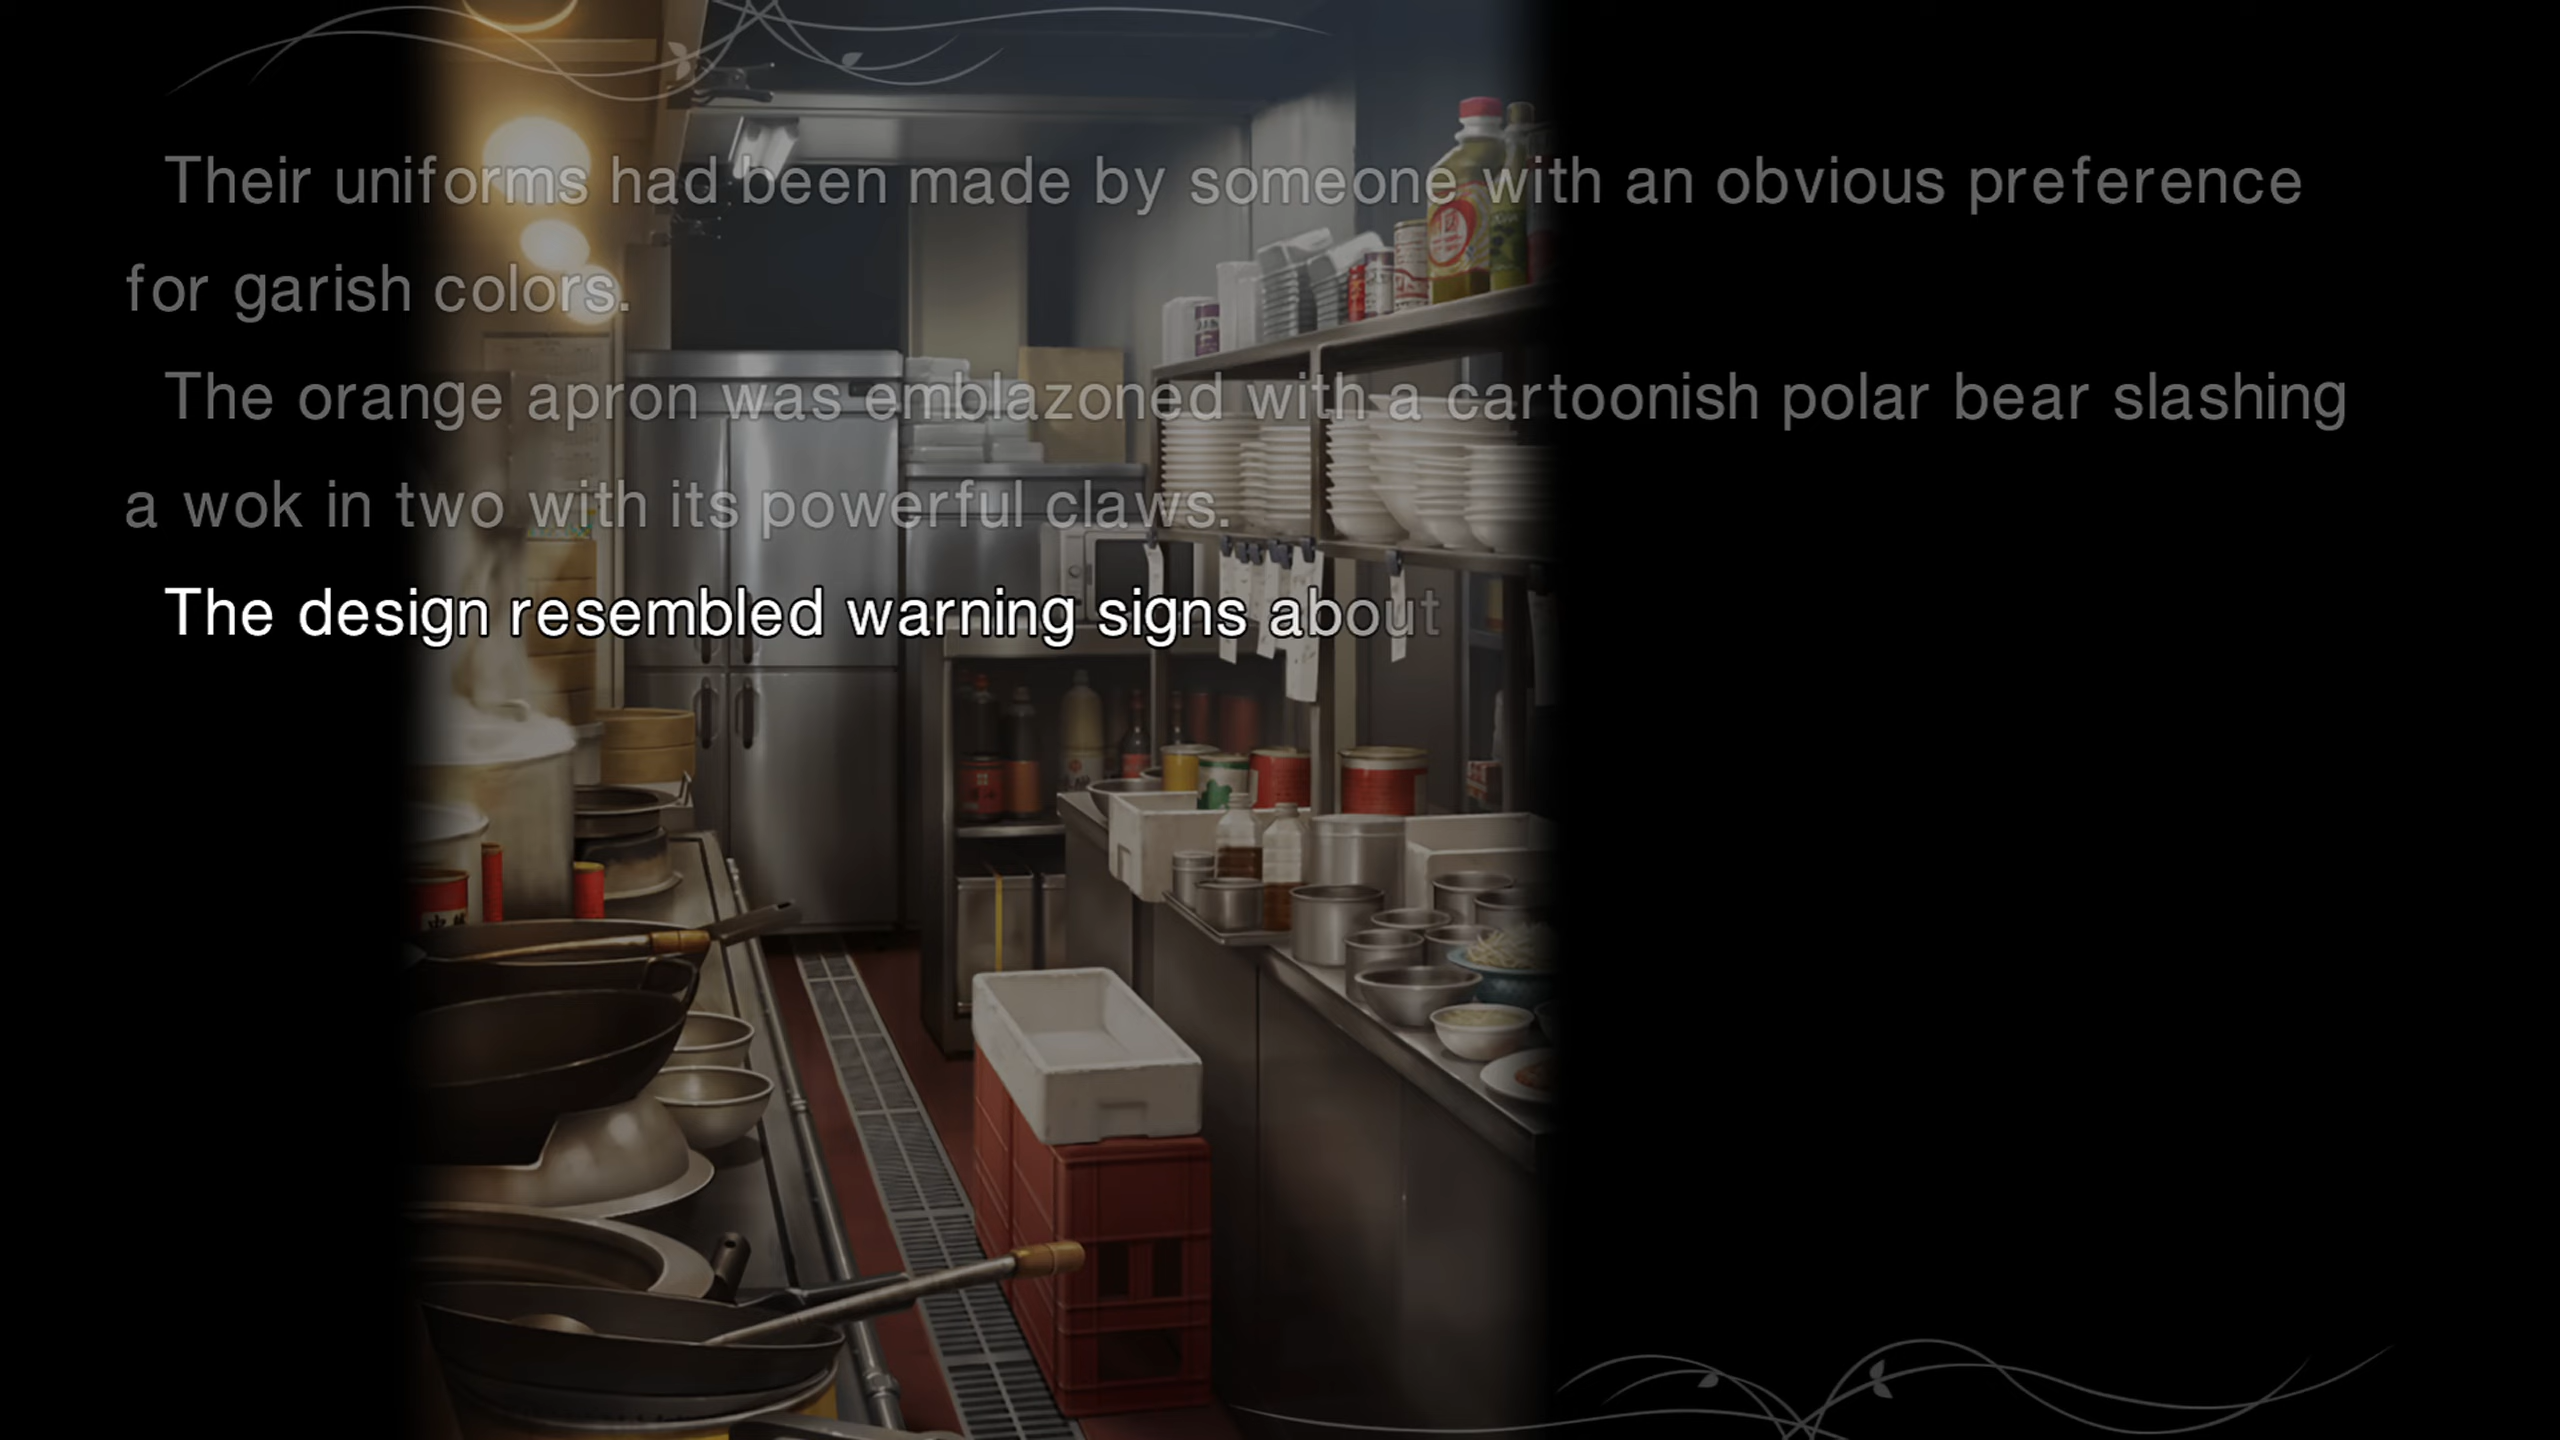 Their uniforms had been made by someone with an obvious preference
for garish colors.
The orange apron was emblazoned with a cartoonish polar bear slashing
a wok in two with its powerful claws.
The design resembled warning signs about